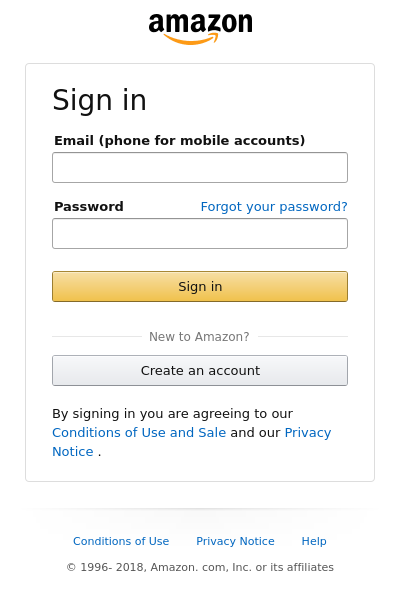 amazon
Sign in
Email (phone for mobile accounts)
Password Forgot your password?
Sign in
New to Amazon?
Create an account
By signing in you are agreeing to our
Conditions of Use and Sale and our Privacy
Notice .
Conditions of Use Privacy Notice Help
© 1996- 2018, Amazon. com, Inc. or its affiliates